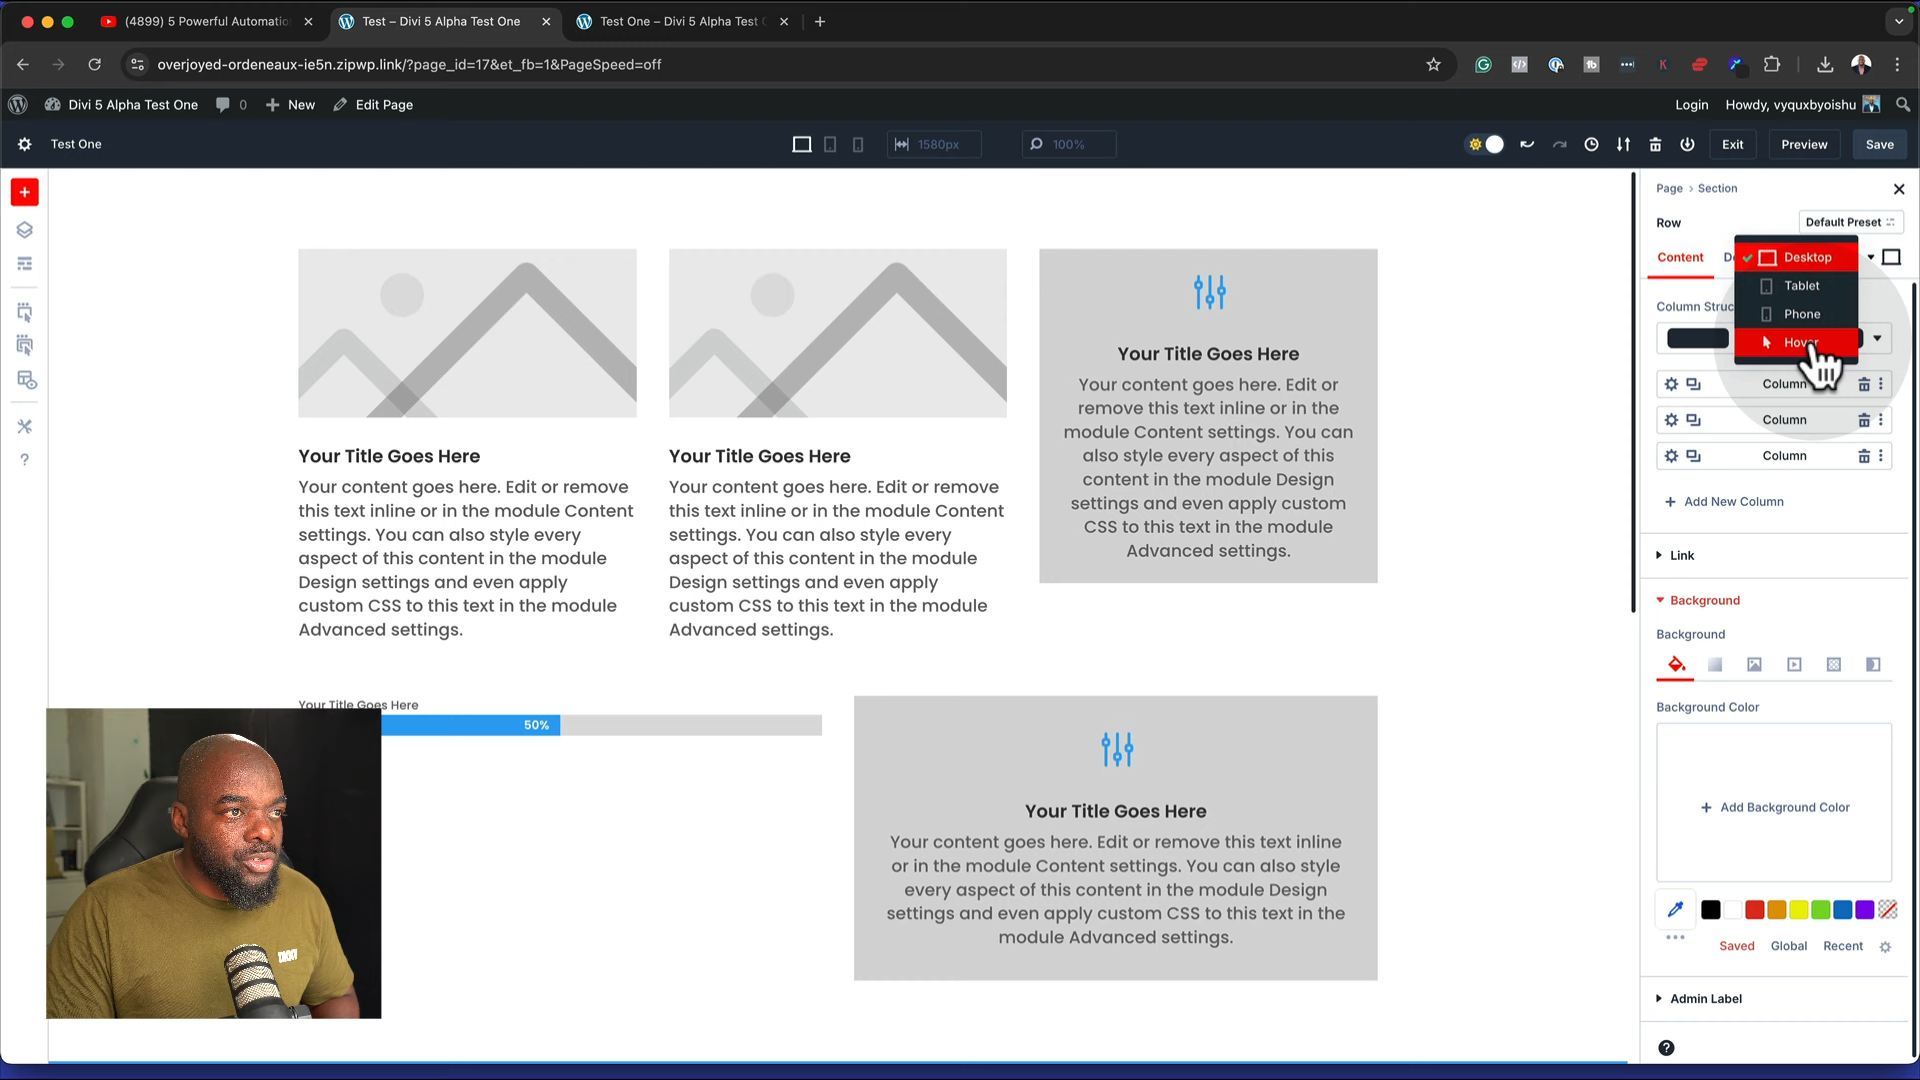 (4899) 5 Powerful Automatio
Test – Divi 5 Alpha Test One
Test One – Divi 5 Alpha Test
overjoyed-ordeneaux-ie5n.zipwp.link/?page_id=17&et_fb=1&PageSpeed=off
Divi 5 Alpha Test One
0
New
Edit Page
Login
Howdy, vyquxbyoishu
Test One
1580px
100%
Exit
Preview
Save
Page > Section
Row
Default Preset
Content
Desktop
Tablet
Phone
Hover
Column Struc
Column
Column
Column
+ Add New Column
Link
Background
Background
Background Color
+ Add Background Color
Saved
Global
Recent
Admin Label
Your Title Goes Here
Your content goes here. Edit or remove
this text inline or in the module Content
settings. You can also style every
aspect of this content in the module
Design settings and even apply
custom CSS to this text in the module
Advanced settings.
Your Title Goes Here
Your content goes here. Edit or remove
this text inline or in the module Content
settings. You can also style every
aspect of this content in the module
Design settings and even apply
custom CSS to this text in the module
Advanced settings.
Your Title Goes Here
Your content goes here. Edit or
remove this text inline or in the
module Content settings. You can
also style every aspect of this
content in the module Design
settings and even apply custom
CSS to this text in the module
Advanced settings.
Your Title Goes Here
50%
Your Title Goes Here
Your content goes here. Edit or remove this text inline
or in the module Content settings. You can also style
every aspect of this content in the module Design
settings and even apply custom CSS to this text in the
module Advanced settings.